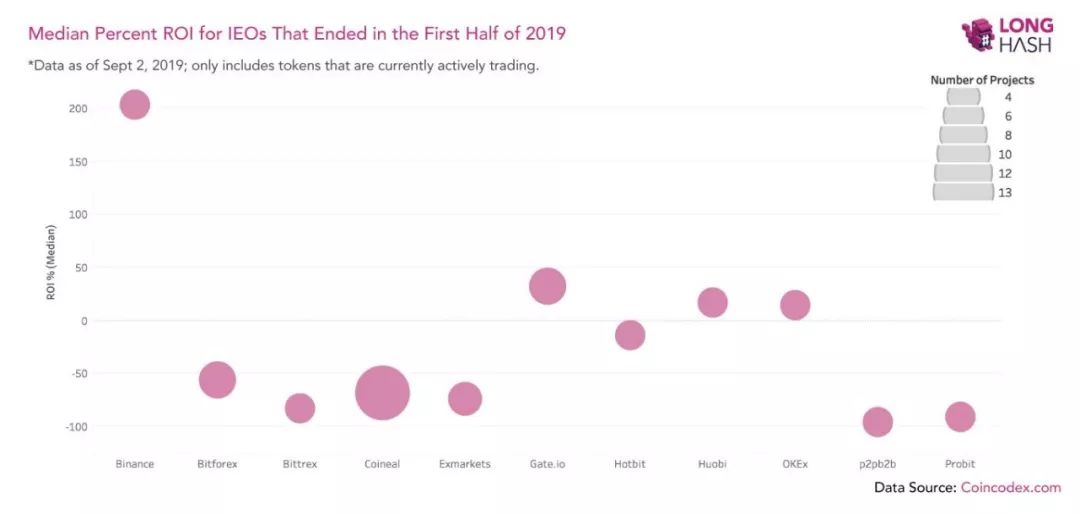 Median Percent ROI for IEOs That Ended in the First Half of 2019
LONG
HASH
*Data as of Sept 2, 2019; only includes tokens that are currently actively trading.
Number of Projects
4
6
8
10
12
13
ROI % (Median)
200
150
100
50
0
-50
-100
Binance
Bitforex
Bittrex
Coineal
Exmarkets
Gate.io
Hotbit
Huobi
OKEx
p2pb2b
Probit
Data Source: Coincodex.com